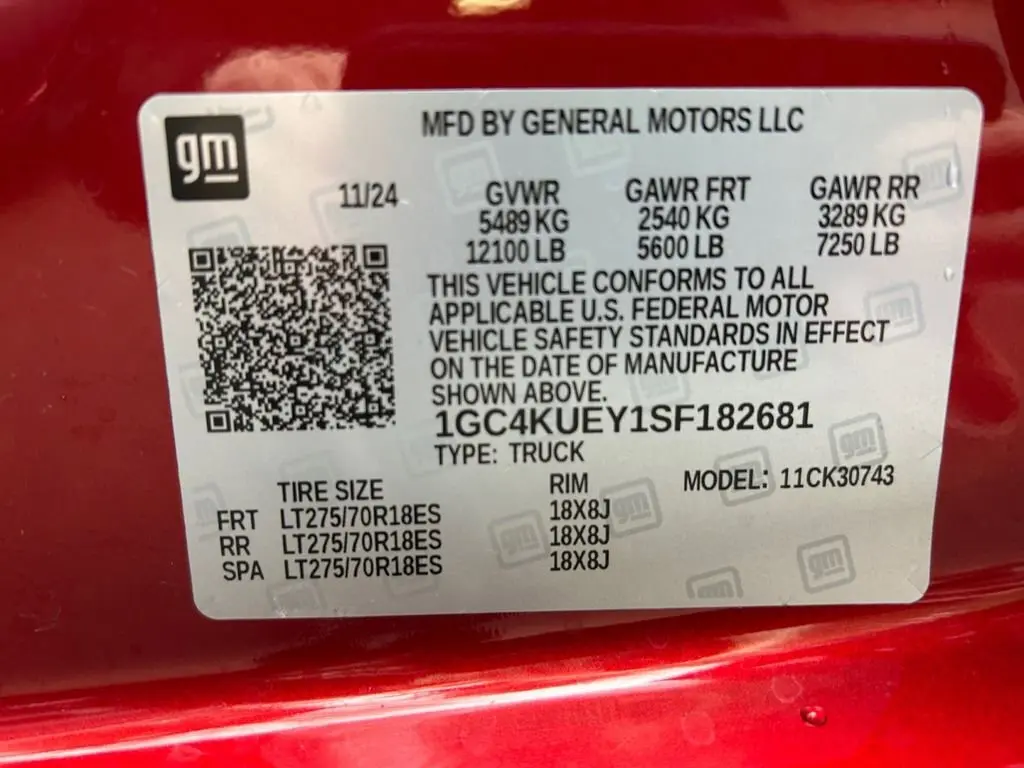 gm
MFD BY GENERAL MOTORS LLC
11/24 GVWR GAWR FRT GAWR RR
5489 KG 2540 KG 3289 KG
12100 LB 5600 LB 7250 LB
THIS VEHICLE CONFORMS TO ALL
APPLICABLE U.S. FEDERAL MOTOR
VEHICLE SAFETY STANDARDS IN EFFECT
ON THE DATE OF MANUFACTURE
SHOWN ABOVE.
1GC4KUEY1SF182681
TYPE: TRUCK
TIRE SIZE RIM MODEL: 11CK30743
FRT LT275/70R18ES 18X8J
RR LT275/70R18ES 18X8J
SPA LT275/70R18ES 18X8J